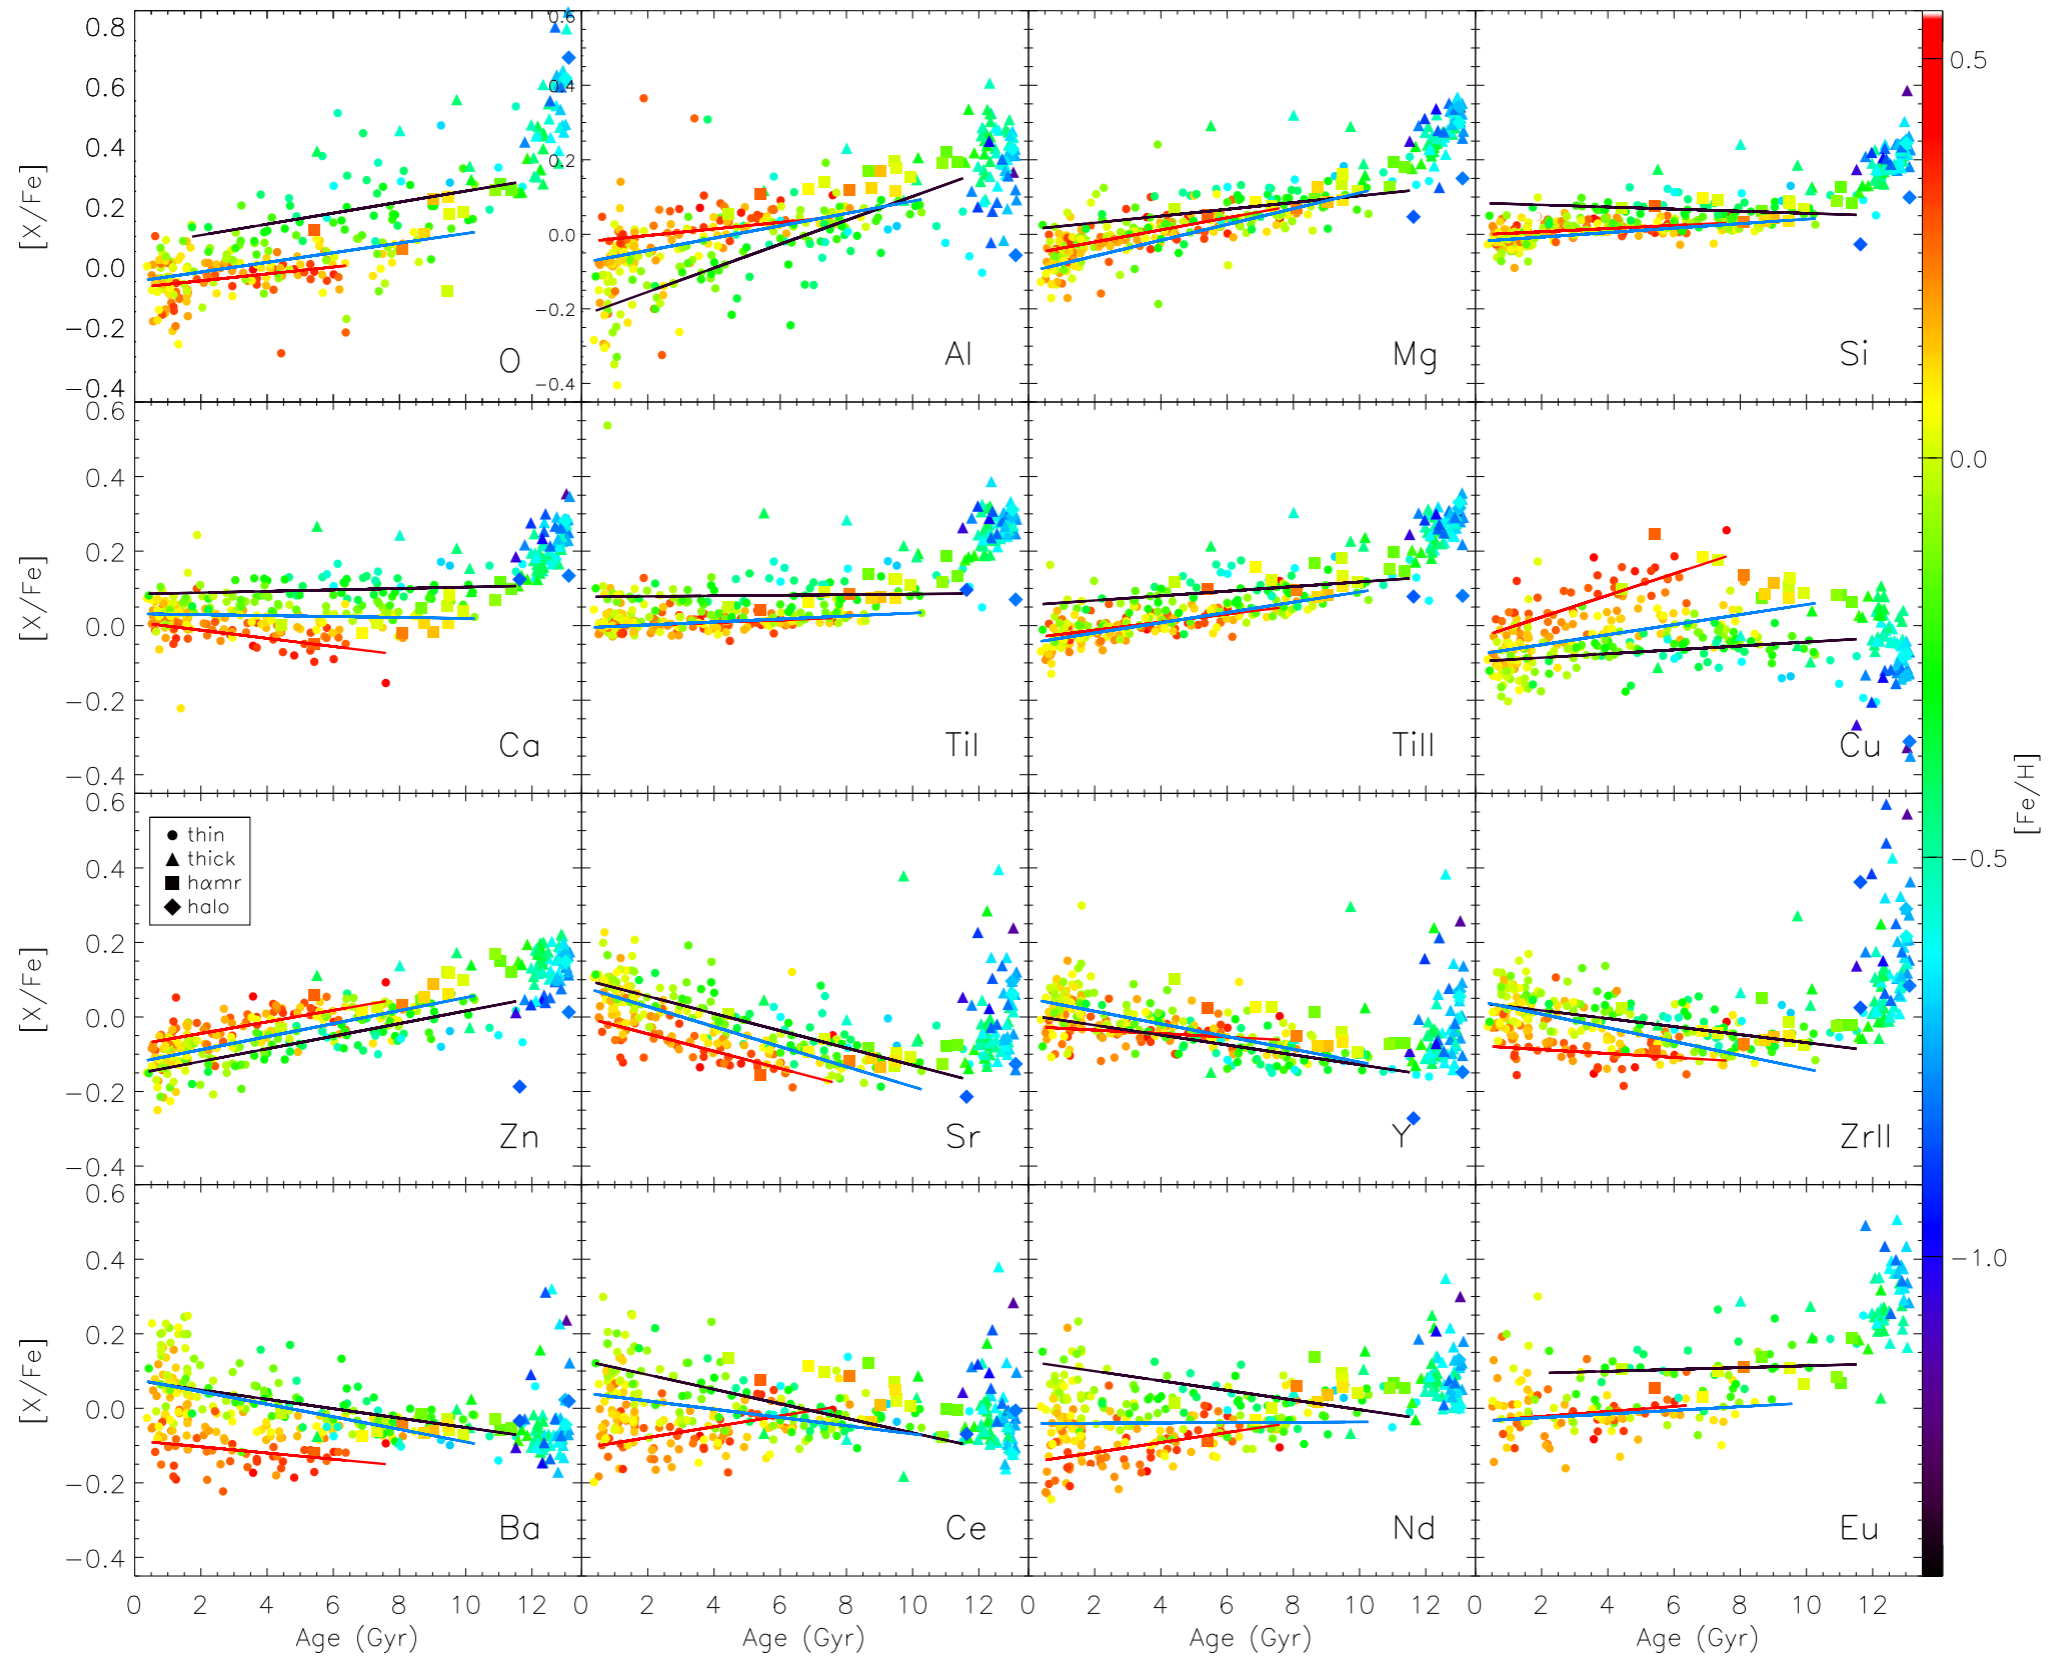 0.8
0.6
0.4
0.2
0.0
−0.2
−0.4
[X/Fe]
O
0.6
0.4
0.2
0.0
−0.2
−0.4
Al
Mg
Si
0.6
0.4
0.2
0.0
−0.2
−0.4
[X/Fe]
Ca
TiI
TiII
Cu
0.6
0.4
0.2
0.0
−0.2
−0.4
[X/Fe]
thin
thick
hαmr
halo
Zn
Sr
Y
ZrII
0.6
0.4
0.2
0.0
−0.2
−0.4
[X/Fe]
Ba
Ce
Nd
Eu
0 2 4 6 8 10
0 2 4 6 8 10
0 2 4 6 8 10
0 2 4 6 8 10 12
Age (Gyr)
Age (Gyr)
Age (Gyr)
Age (Gyr)
0.5
0.0
−0.5
−1.0
[Fe/H]